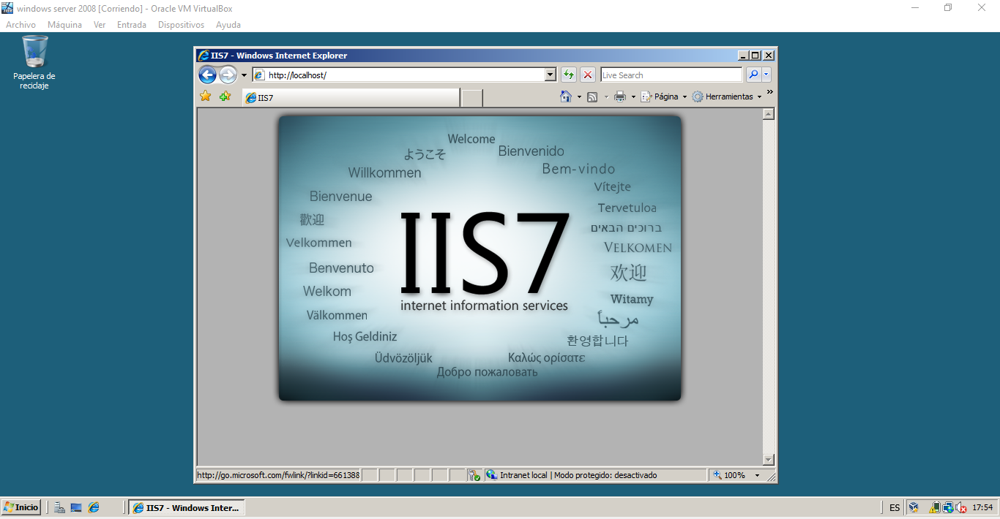 windows server 2008 [Corriendo] - Oracle VM VirtualBox
Archivo Máquina Ver Entrada Dispositivos Ayuda
Papelera de
reciclaje
IIS7 - Windows Internet Explorer
http://localhost/
Live Search
IIS7
Página
Herramientas
Welcome
ようこそ
Bienvenido
Willkommen
Bem-vindo
Vítejte
Bienvenue
Tervetuloa
歡迎
ברוכים הבאים
Velkommen
VELKOMEN
Benvenuto
欢迎
Welkom
Witamy
IIS7
internet information services
Välkommen
مرحباً
Hoş Geldiniz
환영합니다
Üdvözöljük
Καλώς ορίσατε
Добро пожаловать
http://go.microsoft.com/fwlink/?linkid=661388
Intranet local | Modo protegido: desactivado
100%
Inicio
IIS7 - Windows Inter...
ES
17:54